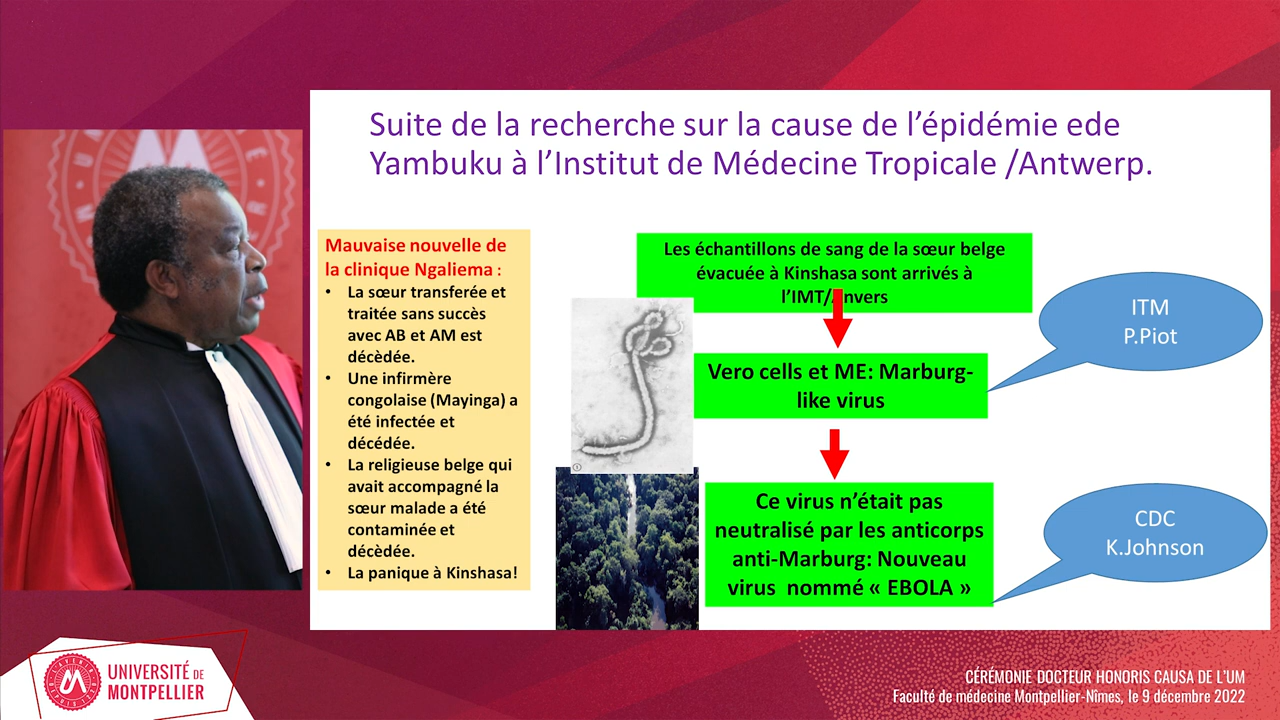 Suite de la recherche sur la cause de l’épidémie ede
Yambuku à l’Institut de Médecine Tropicale /Antwerp.
Mauvaise nouvelle de
la clinique Ngaliema :
• La sœur transferée et
traitée sans succès
avec AB et AM est
décèdée.
• Une infirmère
congolaise (Mayinga) a
été infectée et
décédée.
• La religieuse belge qui
avait accompagné la
sœur malade a été
contaminée et
décèdée.
• La panique à Kinshasa!
Les échantillons de sang de la sœur belge
évacuée à Kinshasa sont arrivés à
l’IMT/Anvers
ITM
P.Piot
Vero cells et ME: Marburg-
like virus
Ce virus n’était pas
neutralisé par les anticorps
anti-Marburg: Nouveau
virus nommé « EBOLA »
CDC
K.Johnson
UNIVERSITÉ DE
MONTPELLIER
CÉRÉMONIE DOCTEUR HONORIS CAUSA DE L’UM
Faculté de médecine Montpellier-Nîmes, le 9 décembre 2022